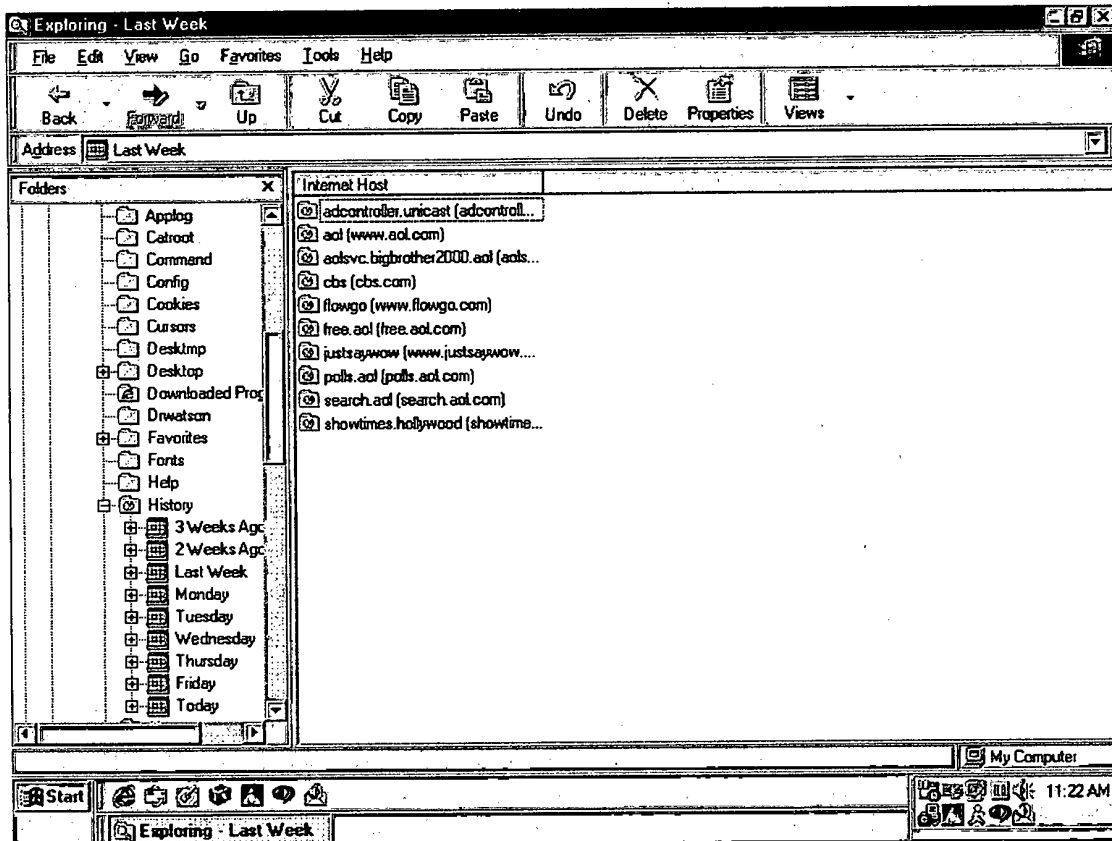 Exploring - Last Week
File Edit View Go Favorites Tools Help
Back Forward Up Cut Copy Paste Undo Delete Properties Views
Address Last Week
Folders
Applog
Catroot
Command
Config
Cookies
Cursors
Desktmp
Desktop
Downloaded Prog
Drwatson
Favorites
Fonts
Help
History
3 Weeks Ago
2 Weeks Ago
Last Week
Monday
Tuesday
Wednesday
Thursday
Friday
Today
Internet Host
adcontroller.unicast (adcontroll...
aol (www.aol.com)
aolsvc.bigbrother2000.aol (aols...
cbs (cbs.com)
flowgo (www.flowgo.com)
free.aol (free.aol.com)
justsaywow (www.justsaywow....
polls.aol (polls.aol.com)
search.aol (search.aol.com)
showtimes.hollywood (showtime...
My Computer
Start
11:22 AM
Exploring - Last Week